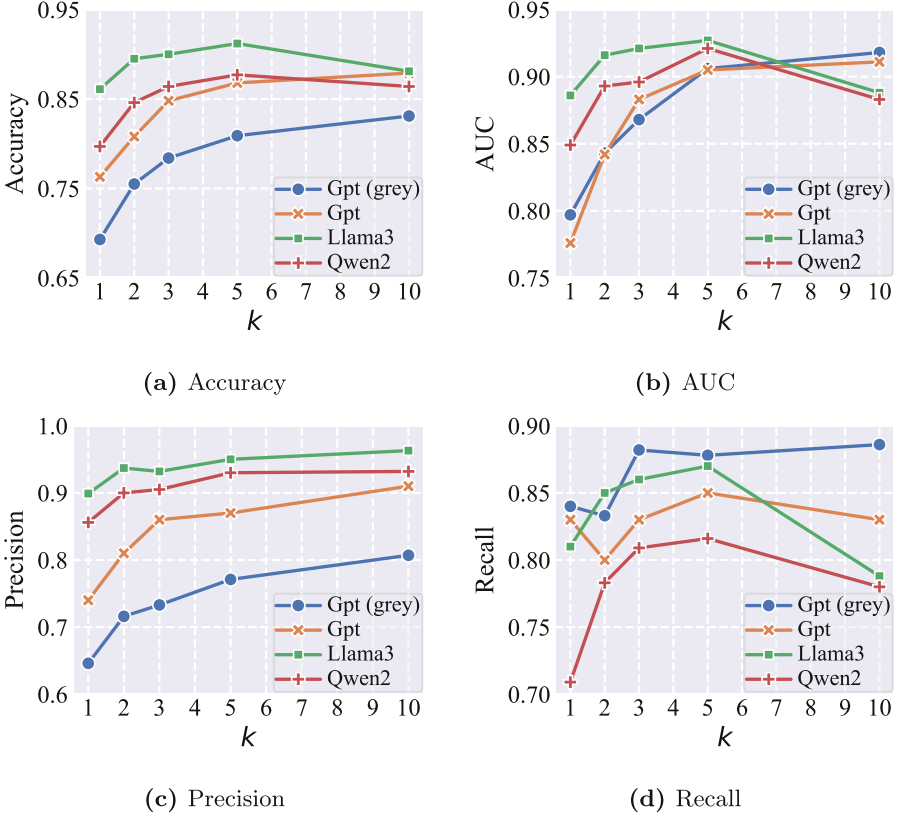 0.95
0.85
0.75
0.65
Accuracy
Gpt (grey)
Gpt
Llama3
Qwen2
1 2 3 4 5 6 7 8 9 10
k
(a) Accuracy
0.95
0.90
0.85
0.80
0.75
AUC
Gpt (grey)
Gpt
Llama3
Qwen2
1 2 3 4 5 6 7 8 9 10
k
(b) AUC
1.0
0.9
0.8
0.7
0.6
Precision
Gpt (grey)
Gpt
Llama3
Qwen2
1 2 3 4 5 6 7 8 9 10
k
(c) Precision
0.90
0.85
0.80
0.75
0.70
Recall
Gpt (grey)
Gpt
Llama3
Qwen2
1 2 3 4 5 6 7 8 9 10
k
(d) Recall